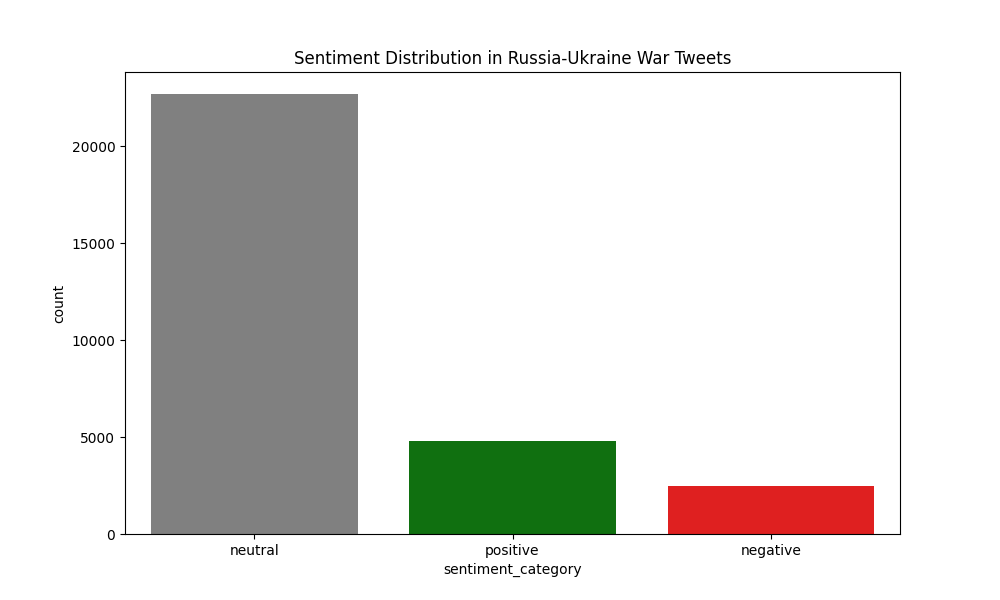 Sentiment Distribution in Russia-Ukraine War Tweets
20000
15000
10000
5000
0
count
neutral positive negative
sentiment_category